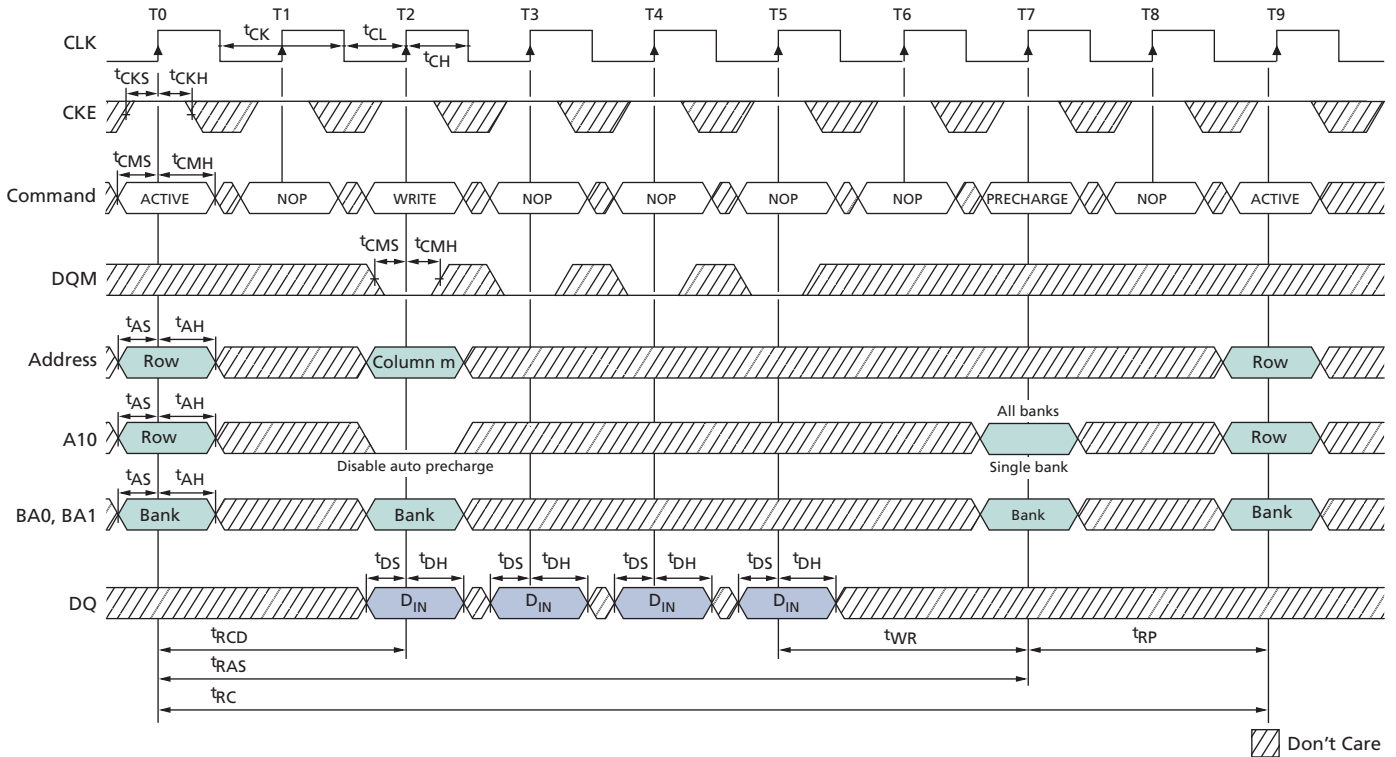 T0 T1 T2 T3 T4 T5 T6 T7 T8 T9
CLK
tCK tCL
tCH
tCKS tCKH
CKE
tCMS tCMH
Command ACTIVE NOP WRITE NOP NOP NOP NOP PRECHARGE NOP ACTIVE
tCMS tCMH
DQM
tAS tAH
Address Row Column m Row
tAS tAH All banks
A10 Row Row
Disable auto precharge Single bank
tAS tAH
BA0, BA1 Bank Bank Bank Bank
tDS tDH tDS tDH tDS tDH tDS tDH
DQ DIN DIN DIN DIN
tRCD tWR tRP
tRAS
tRC
Don't Care